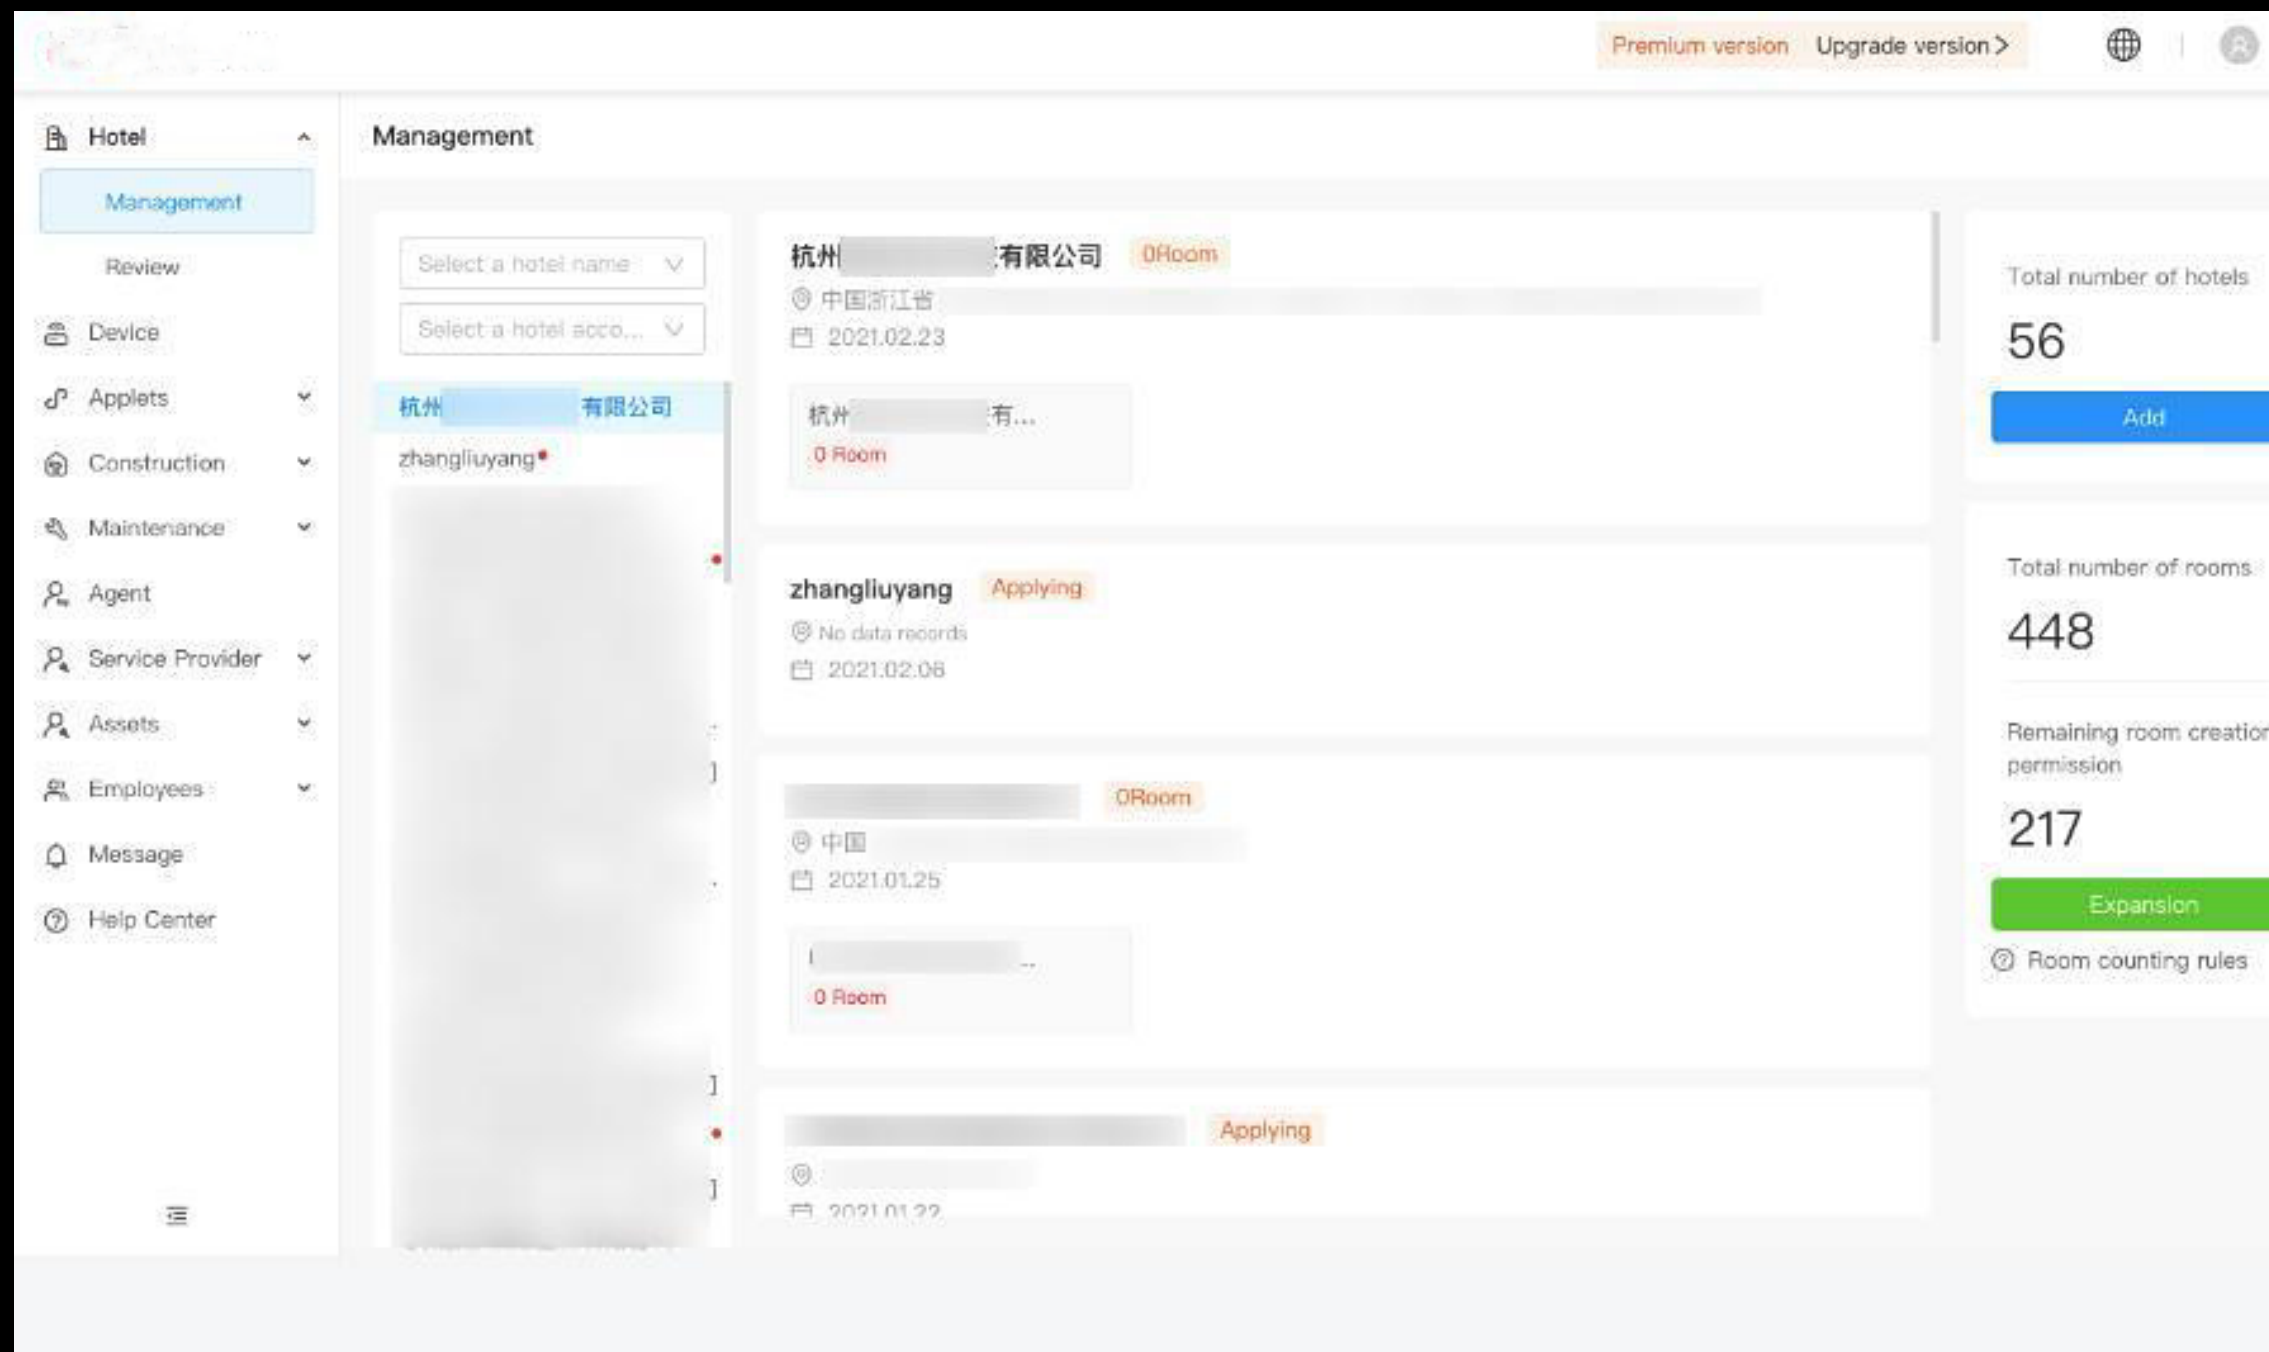 Premium version Upgrade version >
Hotel
Management
Review
Device
Applets
Construction
Maintenance
Agent
Service Provider
Assets
Employees
Message
Help Center
Management
Select a hotel name
Select a hotel acco...
杭州 有限公司
zhangliuyang
杭州 有限公司 0Room
中国浙江省
2021.02.23
杭州 有...
0 Room
zhangliuyang Applying
No data records
2021.02.06
0Room
中国
2021.01.25
...
0 Room
Applying
2021.01.22
Total number of hotels
56
Add
Total number of rooms
448
Remaining room creation
permission
217
Expansion
Room counting rules